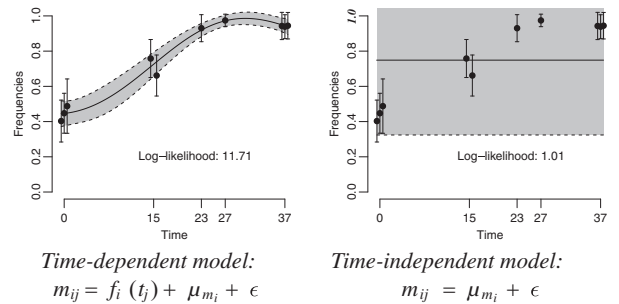 Frequencies
1.0
0.8
0.6
0.4
0.2
0.0
Log−likelihood: 11.71
0 15 23 27 37
Time
Time-dependent model:
m_ij = f_i (t_j) + μ_m_i + ϵ
Frequencies
1.0
0.8
0.6
0.4
0.2
0.0
Log−likelihood: 1.01
0 15 23 27 37
Time
Time-independent model:
m_ij = μ_m_i + ϵ